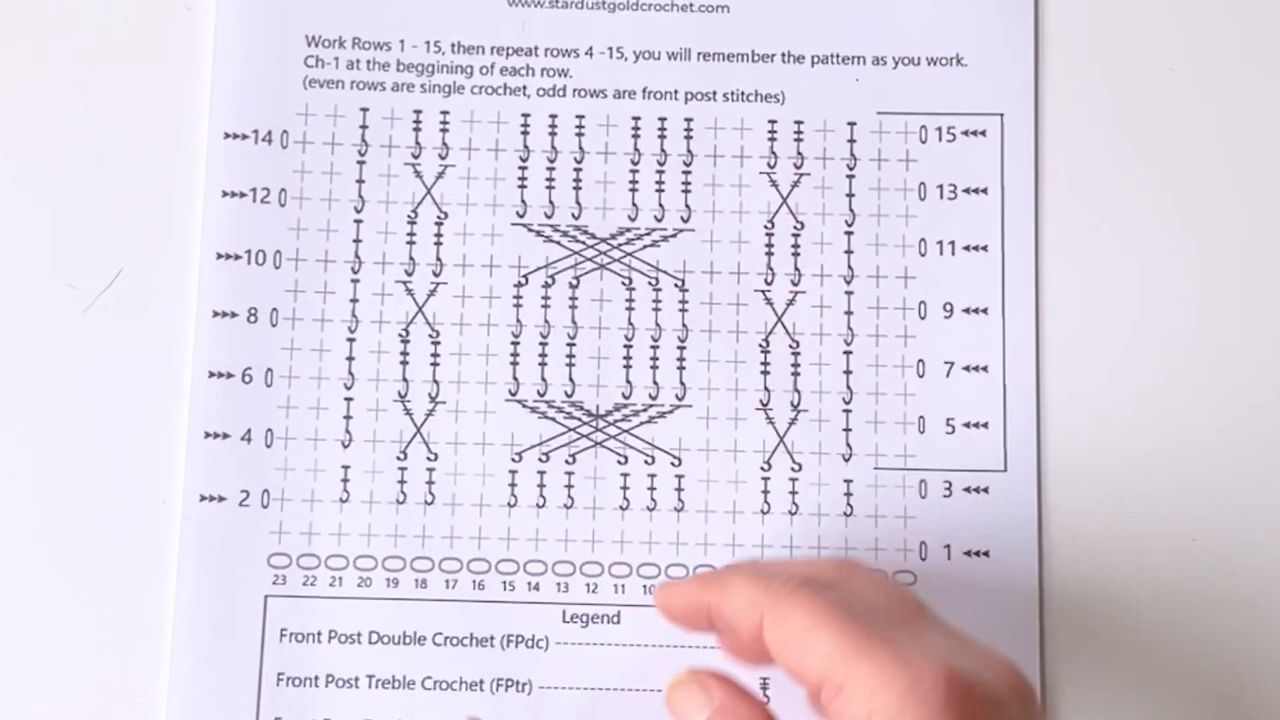 www.stardustgoldcrochet.com
Work Rows 1 - 15, then repeat rows 4 -15, you will remember the pattern as you work.
Ch-1 at the beggining of each row.
(even rows are single crochet, odd rows are front post stitches)
0 15
14 0
0 13
12 0
0 11
10 0
0 9
8 0
0 7
6 0
0 5
4 0
0 3
2 0
0 1
23 22 21 20 19 18 17 16 15 14 13 12 11 10
Legend
Front Post Double Crochet (FPdc) ---------------------
Front Post Treble Crochet (FPtr) ----------------